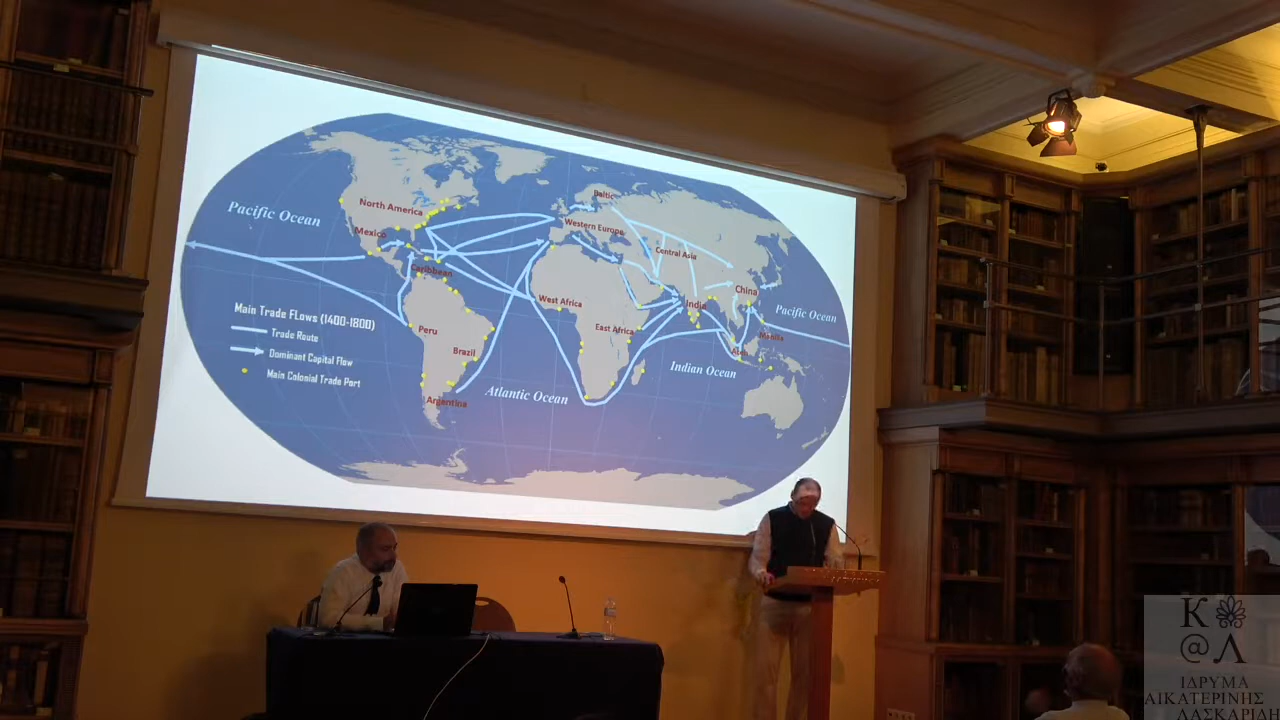 Baltic
North America
Pacific Ocean
Western Europe
Mexico
Central Asia
Caribbean
China
India
West Africa
Pacific Ocean
Main Trade FLows (1400-1800)
East Africa
Manila
Trade Route
Peru
Aceh
Dominant Capital Flow
Brazil
Indian Ocean
Main Colonial Trade Port
Atlantic Ocean
Argentina
Κ
@Λ
ΙΔΡΥΜΑ
ΑΙΚΑΤΕΡΙΝΗΣ
ΛΑΣΚΑΡΙΔΗ